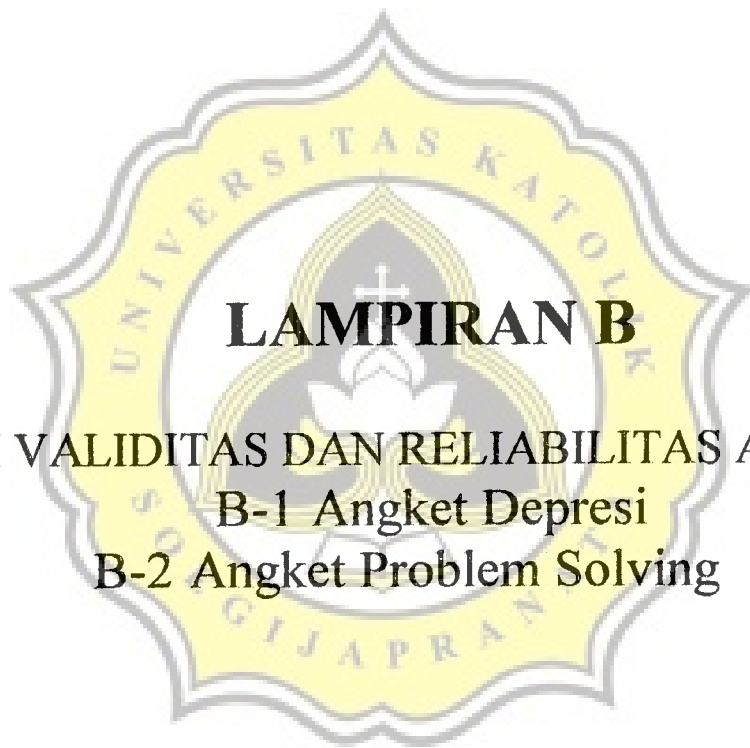 UNIVERSITAS KATOLIK
LAMPIRAN B
VALIDITAS DAN RELIABILITAS
B-1 Angket Depresi
B-2 Angket Problem Solving